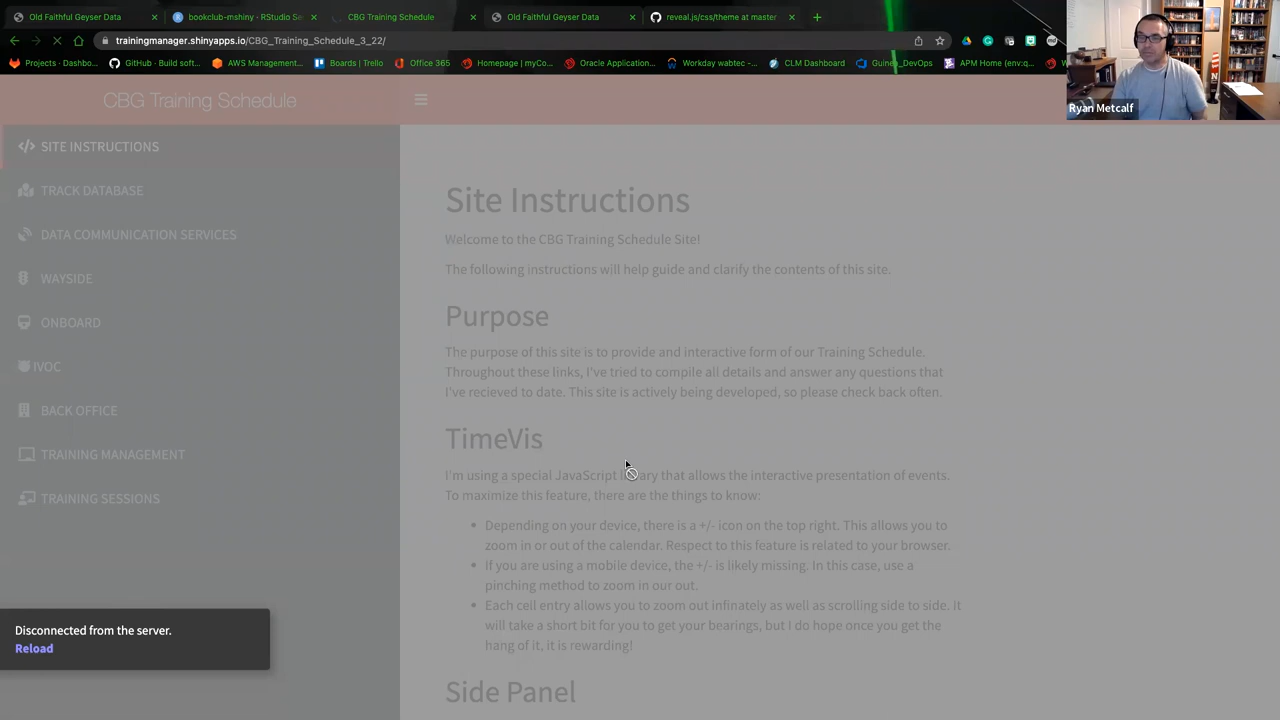 Old Faithful Geyser Data
bookclub-mshiny - RStudio Se
CBG Training Schedule
Old Faithful Geyser Data
reveal.js/css/theme at master
trainingmanager.shinyapps.io/CBG_Training_Schedule_3_22/
Projects · Dashbo...
GitHub · Build soft...
AWS Management...
Boards | Trello
Office 365
Homepage | myCo...
Oracle Application...
Workday wabtec -...
CLM Dashboard
Guinea_DevOps
APM Home (env:q...
Ryan Metcalf
CBG Training Schedule
SITE INSTRUCTIONS
TRACK DATABASE
DATA COMMUNICATION SERVICES
WAYSIDE
ONBOARD
IVOC
BACK OFFICE
TRAINING MANAGEMENT
TRAINING SESSIONS
Site Instructions
Welcome to the CBG Training Schedule Site!
The following instructions will help guide and clarify the contents of this site.
Purpose
The purpose of this site is to provide and interactive form of our Training Schedule.
Throughout these links, I've tried to compile all details and answer any questions that
I've recieved to date. This site is actively being developed, so please check back often.
TimeVis
I'm using a special JavaScript library that allows the interactive presentation of events.
To maximize this feature, there are the things to know:
Depending on your device, there is a +/- icon on the top right. This allows you to
zoom in or out of the calendar. Respect to this feature is related to your browser.
If you are using a mobile device, the +/- is likely missing. In this case, use a
pinching method to zoom in our out.
Each cell entry allows you to zoom out infinately as well as scrolling side to side. It
will take a short bit for you to get your bearings, but I do hope once you get the
hang of it, it is rewarding!
Side Panel
Disconnected from the server.
Reload